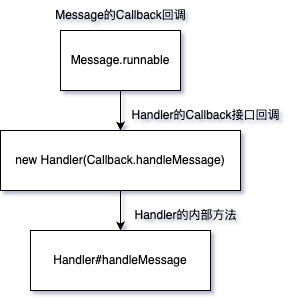 Message的Callback回调
Message.runnable
Handler的Callback接口回调
new Handler(Callback.handleMessage)
Handler的内部方法
Handler#handleMessage